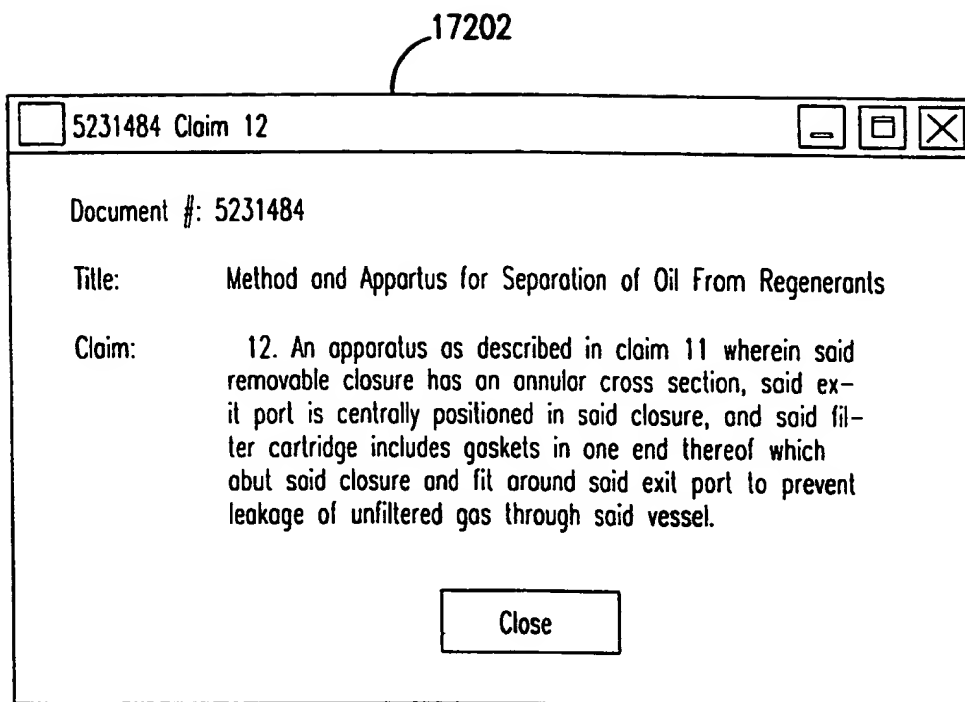 17202
5231484 Claim 12
Document #: 5231484
Title: Method and Appartus for Separation of Oil From Regenerants
Claim: 12. An apparatus as described in claim 11 wherein said
removable closure has an annular cross section, said ex-
it port is centrally positioned in said closure, and said fil-
ter cartridge includes gaskets in one end thereof which
abut said closure and fit around said exit port to prevent
leakage of unfiltered gas through said vessel.
Close